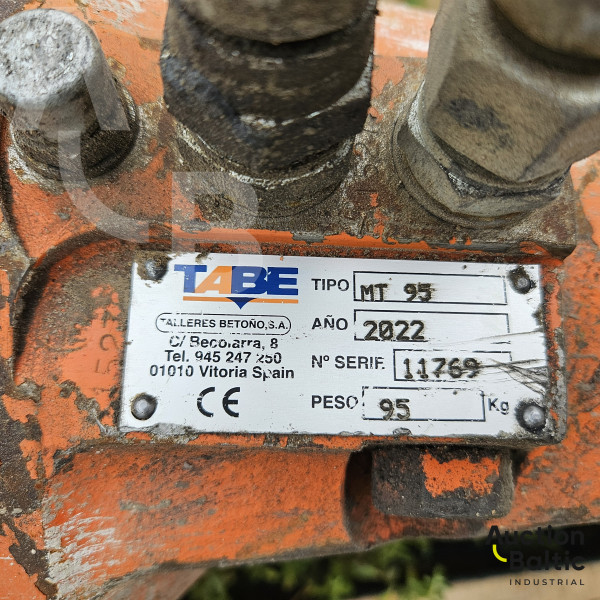 TABE
TALLERES BETOÑO, S.A.
C/ Becolarra, 8
Tel. 945 247 250
01010 Vitoria Spain
CE
TIPO MT 95
AÑO 2022
Nº SERIE 11769
PESO 95 Kg
ACB
Auction
Baltic
INDUSTRIAL